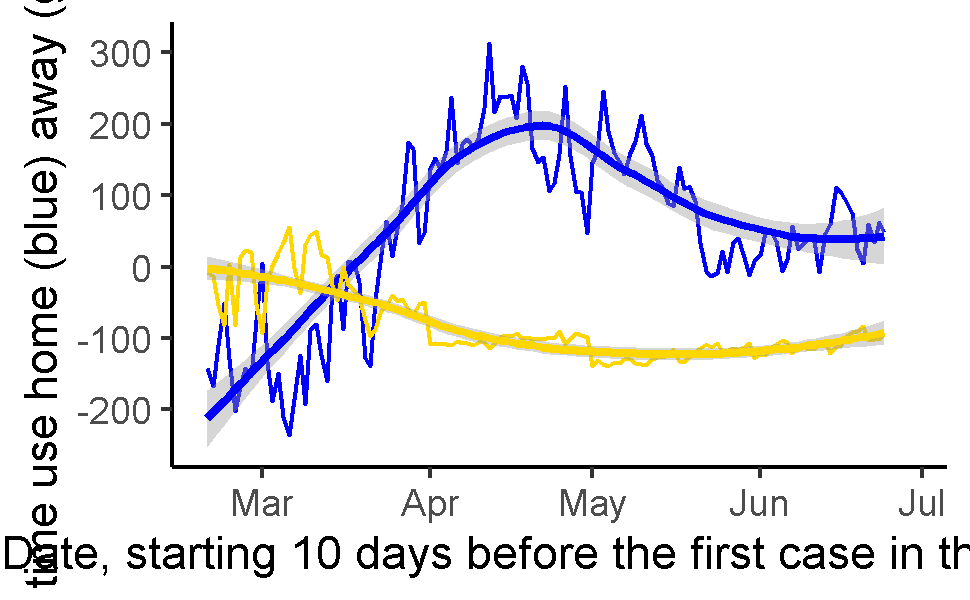 time use home (blue) away (
300
200
100
0
-100
-200
Mar Apr May Jun Jul
Date, starting 10 days before the first case in th